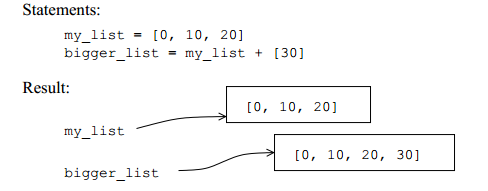 Statements:
my_list = [0, 10, 20]
bigger_list = my_list + [30]
Result:
[0, 10, 20]
my_list
[0, 10, 20, 30]
bigger_list